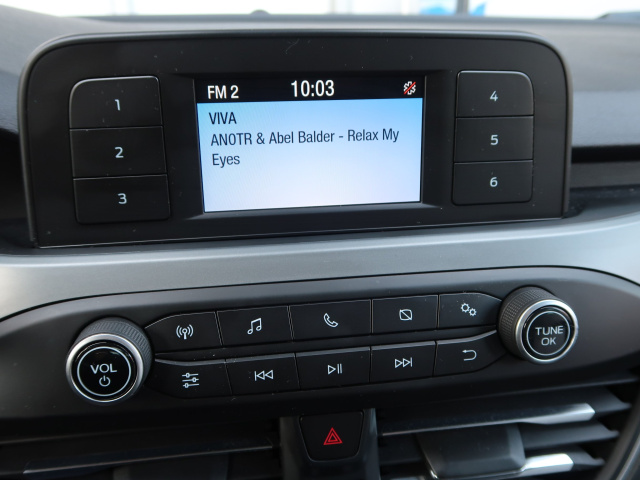 FM 2 10:03
VIVA
ANOTR & Abel Balder - Relax My
Eyes
1
2
3
4
5
6
VOL
TUNE
OK